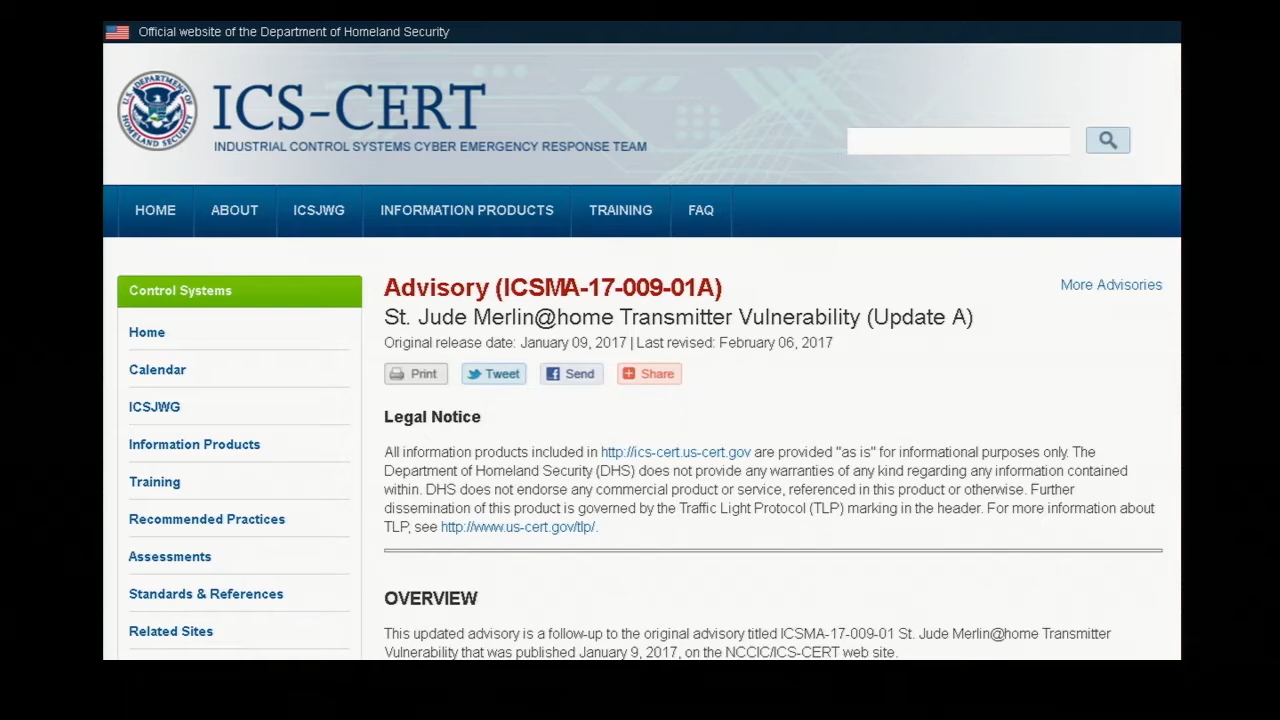 Official website of the Department of Homeland Security
U.S. DEPARTMENT OF HOMELAND SECURITY
ICS-CERT
INDUSTRIAL CONTROL SYSTEMS CYBER EMERGENCY RESPONSE TEAM
HOME ABOUT ICSJWG INFORMATION PRODUCTS TRAINING FAQ
Control Systems
Home
Calendar
ICSJWG
Information Products
Training
Recommended Practices
Assessments
Standards & References
Related Sites
Advisory (ICSMA-17-009-01A)
More Advisories
St. Jude Merlin@home Transmitter Vulnerability (Update A)
Original release date: January 09, 2017 | Last revised: February 06, 2017
Print Tweet Send Share
Legal Notice
All information products included in http://ics-cert.us-cert.gov are provided "as is" for informational purposes only. The
Department of Homeland Security (DHS) does not provide any warranties of any kind regarding any information contained
within. DHS does not endorse any commercial product or service, referenced in this product or otherwise. Further
dissemination of this product is governed by the Traffic Light Protocol (TLP) marking in the header. For more information about
TLP, see http://www.us-cert.gov/tlp/.
OVERVIEW
This updated advisory is a follow-up to the original advisory titled ICSMA-17-009-01 St. Jude Merlin@home Transmitter
Vulnerability that was published January 9, 2017, on the NCCIC/ICS-CERT web site.